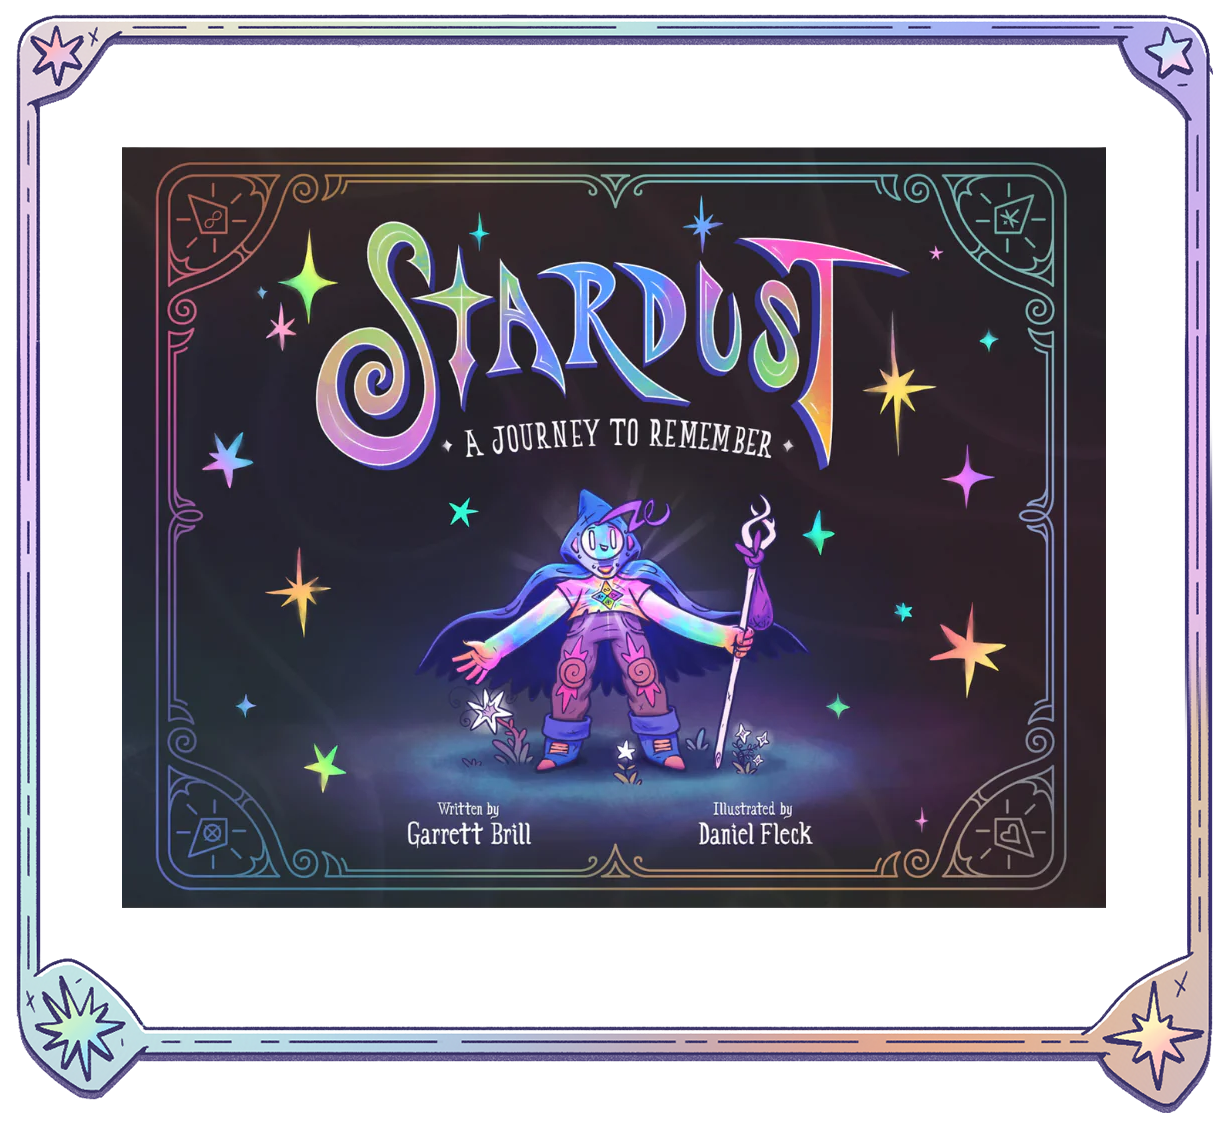 STARDUST
A JOURNEY TO REMEMBER
Written by
Garrett Brill
Illustrated by
Daniel Fleck